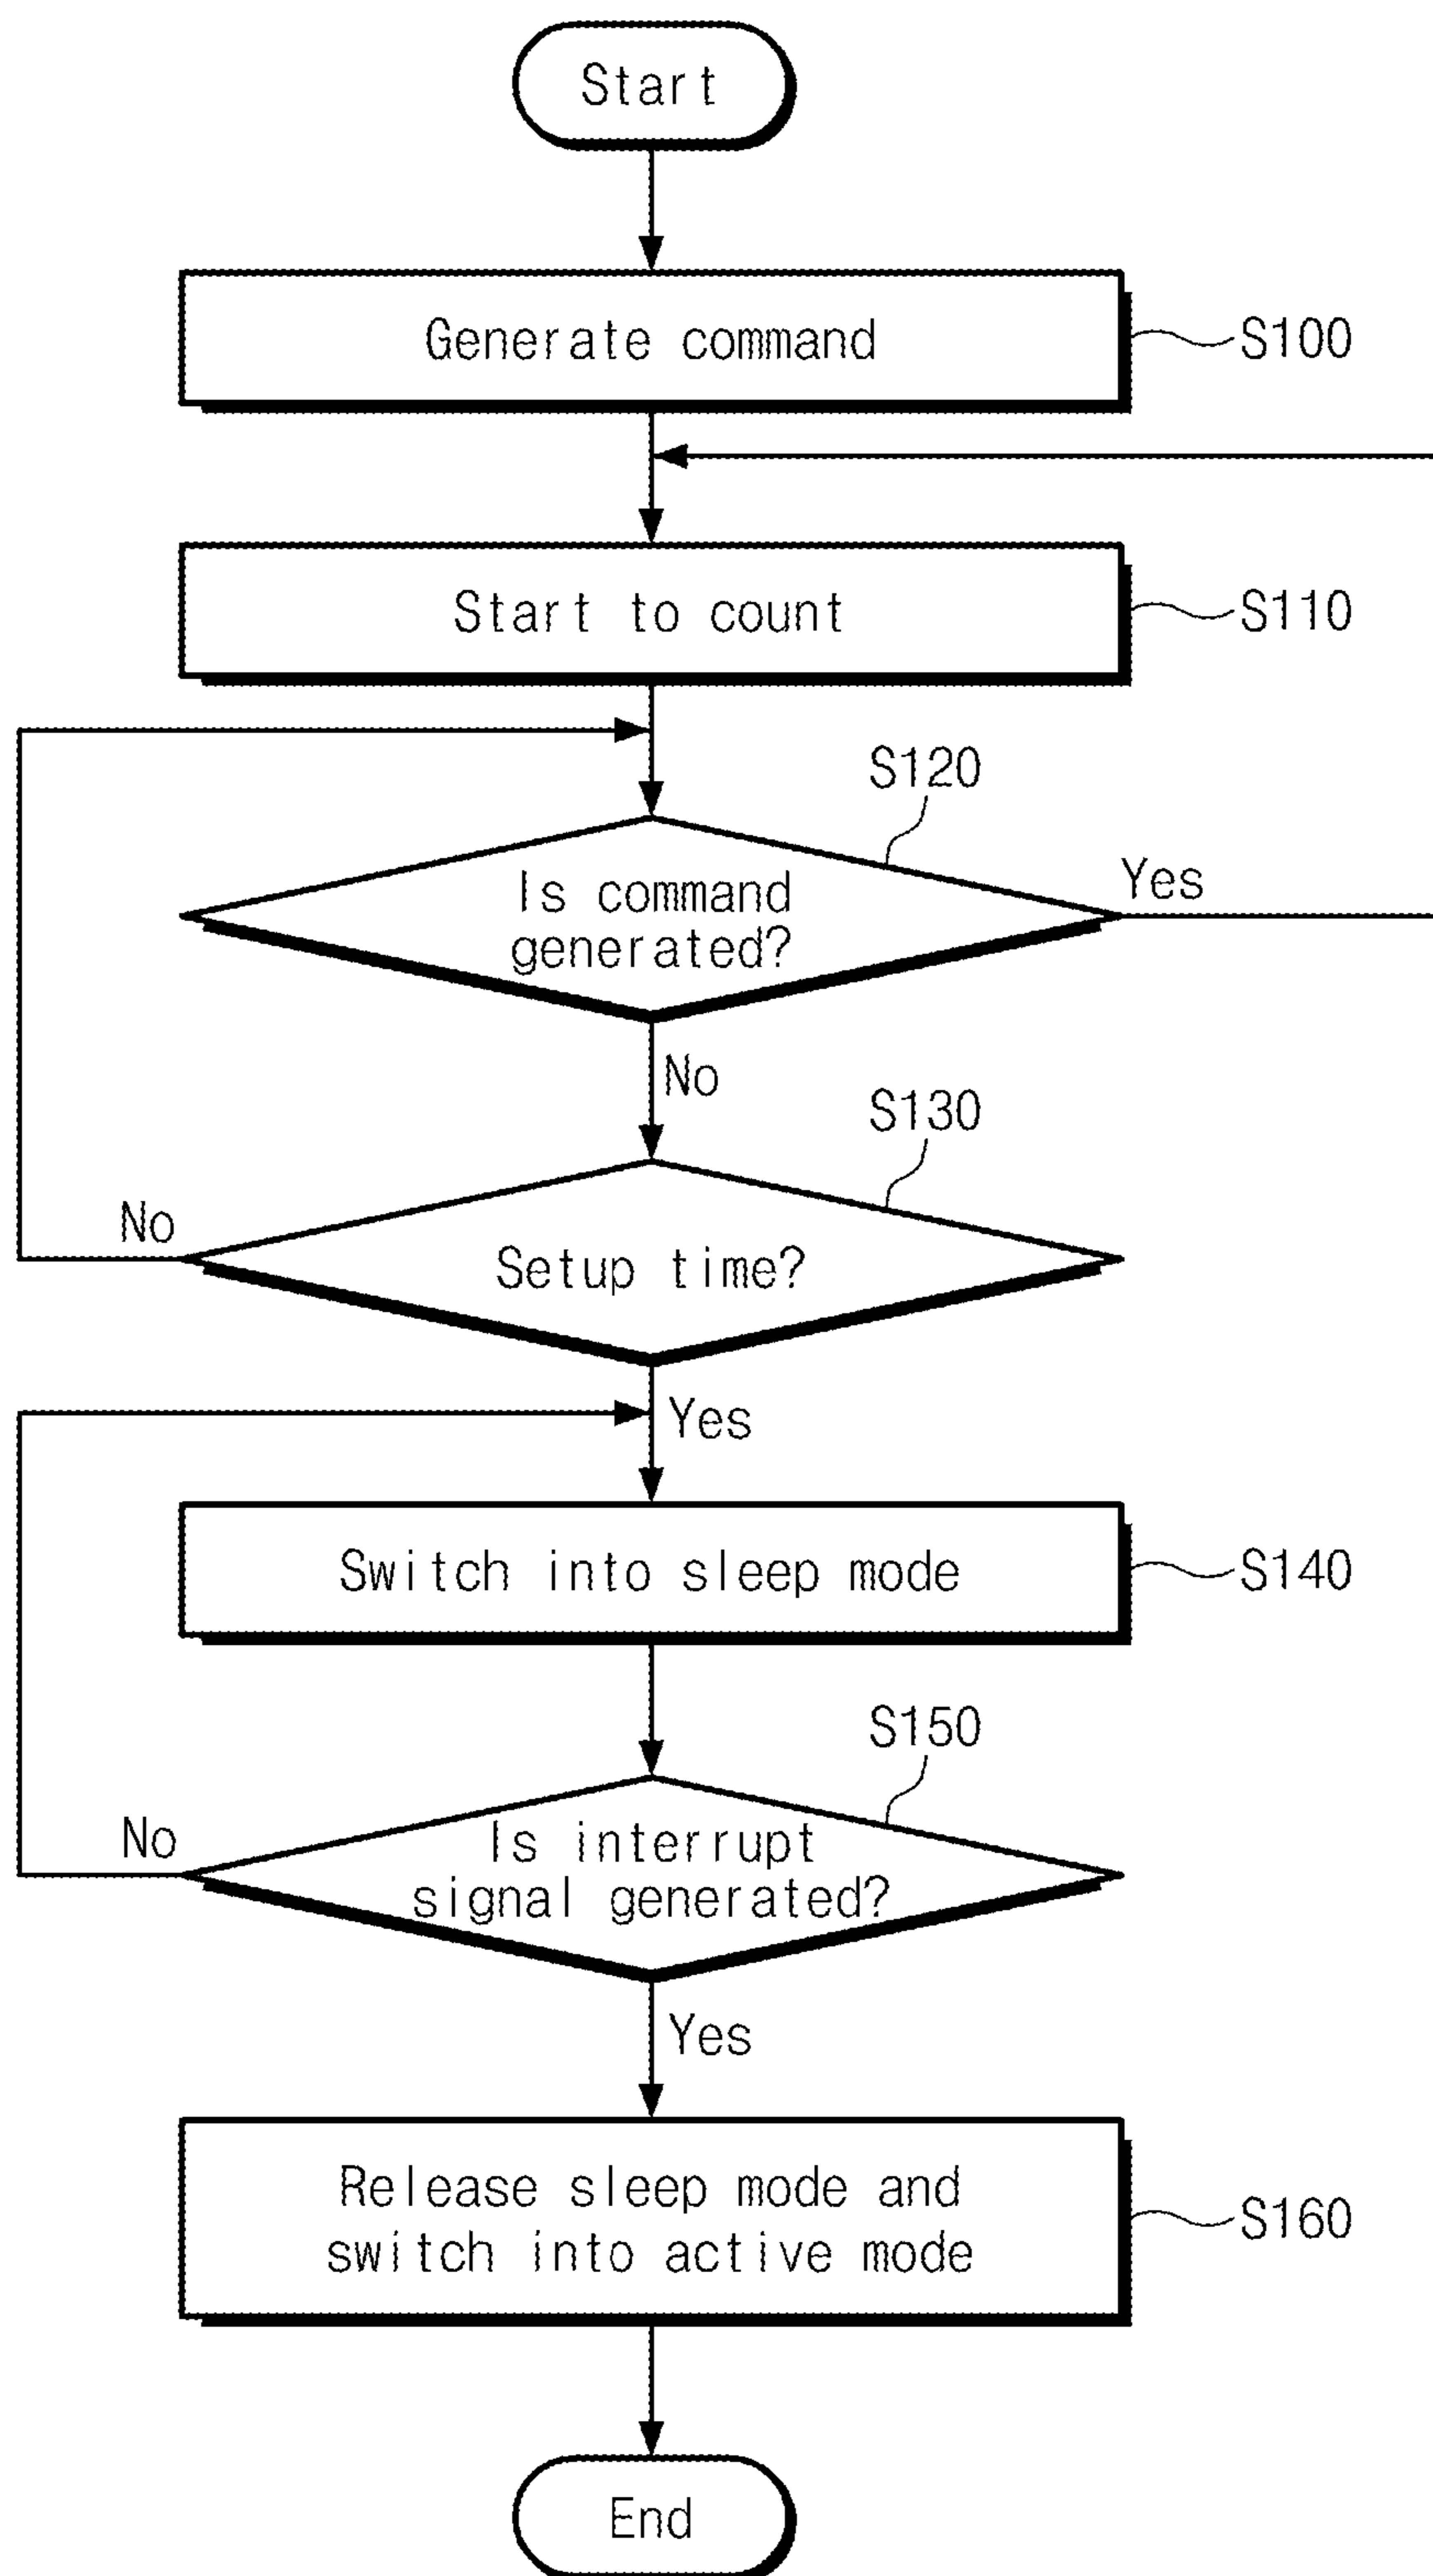 Start
Generate command
S100
Start to count
S110
S120
Is command
generated?
Yes
No
S130
Setup time?
No
Yes
Switch into sleep mode
S140
S150
Is interrupt
signal generated?
No
Yes
Release sleep mode and
switch into active mode
S160
End